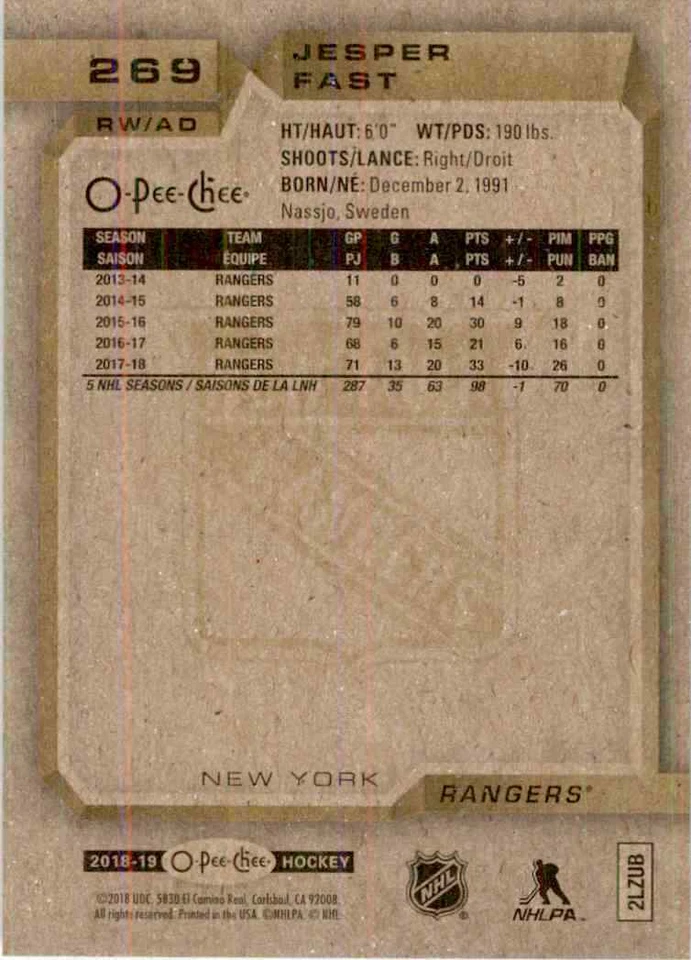 269
JESPER
FAST
RW/AD
HT/HAUT: 6'0" WT/PDS: 190 lbs.
SHOOTS/LANCE: Right/Droit
O-Pee-Chee
BORN/NÉ: December 2, 1991
Nassjo, Sweden
SEASON TEAM GP G A PTS +/- PIM PPG
SAISON ÉQUIPE PJ B A PTS +/- PUN BAN
2013-14 RANGERS 11 0 0 0 -5 2 0
2014-15 RANGERS 58 6 8 14 -1 8 0
2015-16 RANGERS 79 10 20 30 9 18 0
2016-17 RANGERS 68 6 15 21 6 16 0
2017-18 RANGERS 71 13 20 33 -10 26 0
5 NHL SEASONS / SAISONS DE LA LNH 287 35 63 98 -1 70 0
NEW YORK
RANGERS®
2018-19 O-Pee-Chee HOCKEY
©2018 UDC. 5830 El Camino Real, Carlsbad, CA 92008.
All rights reserved. Printed in the USA. ©NHLPA. © NHL
NHL
NHLPA
2LZUB